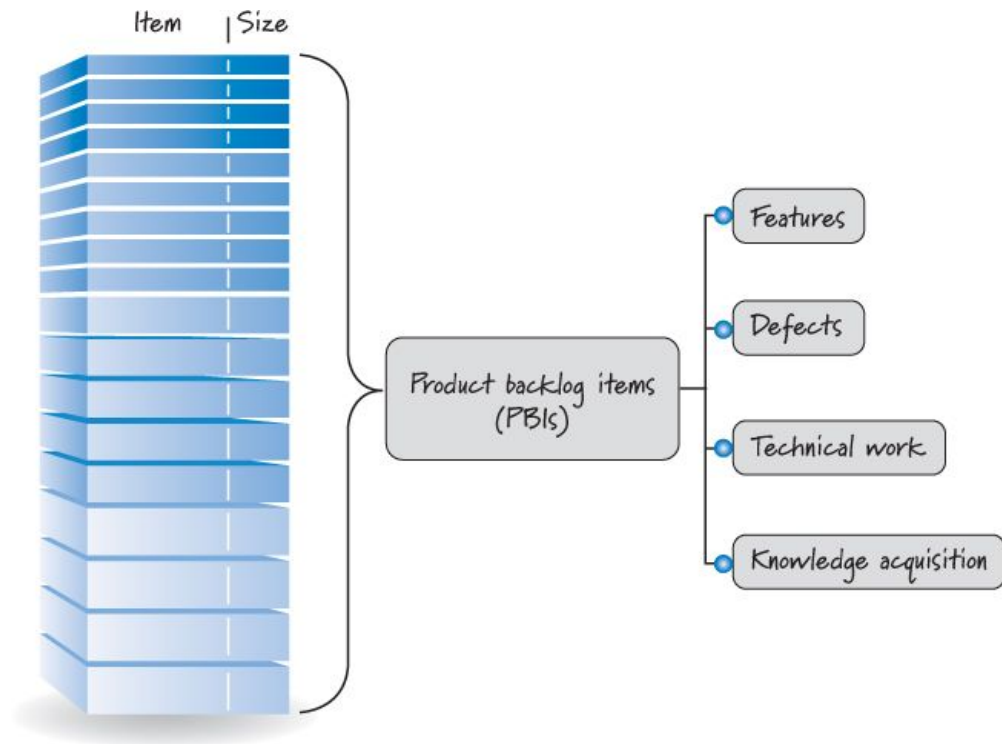 Item | Size
Features
Defects
Product backlog items
(PBIs)
Technical work
Knowledge acquisition